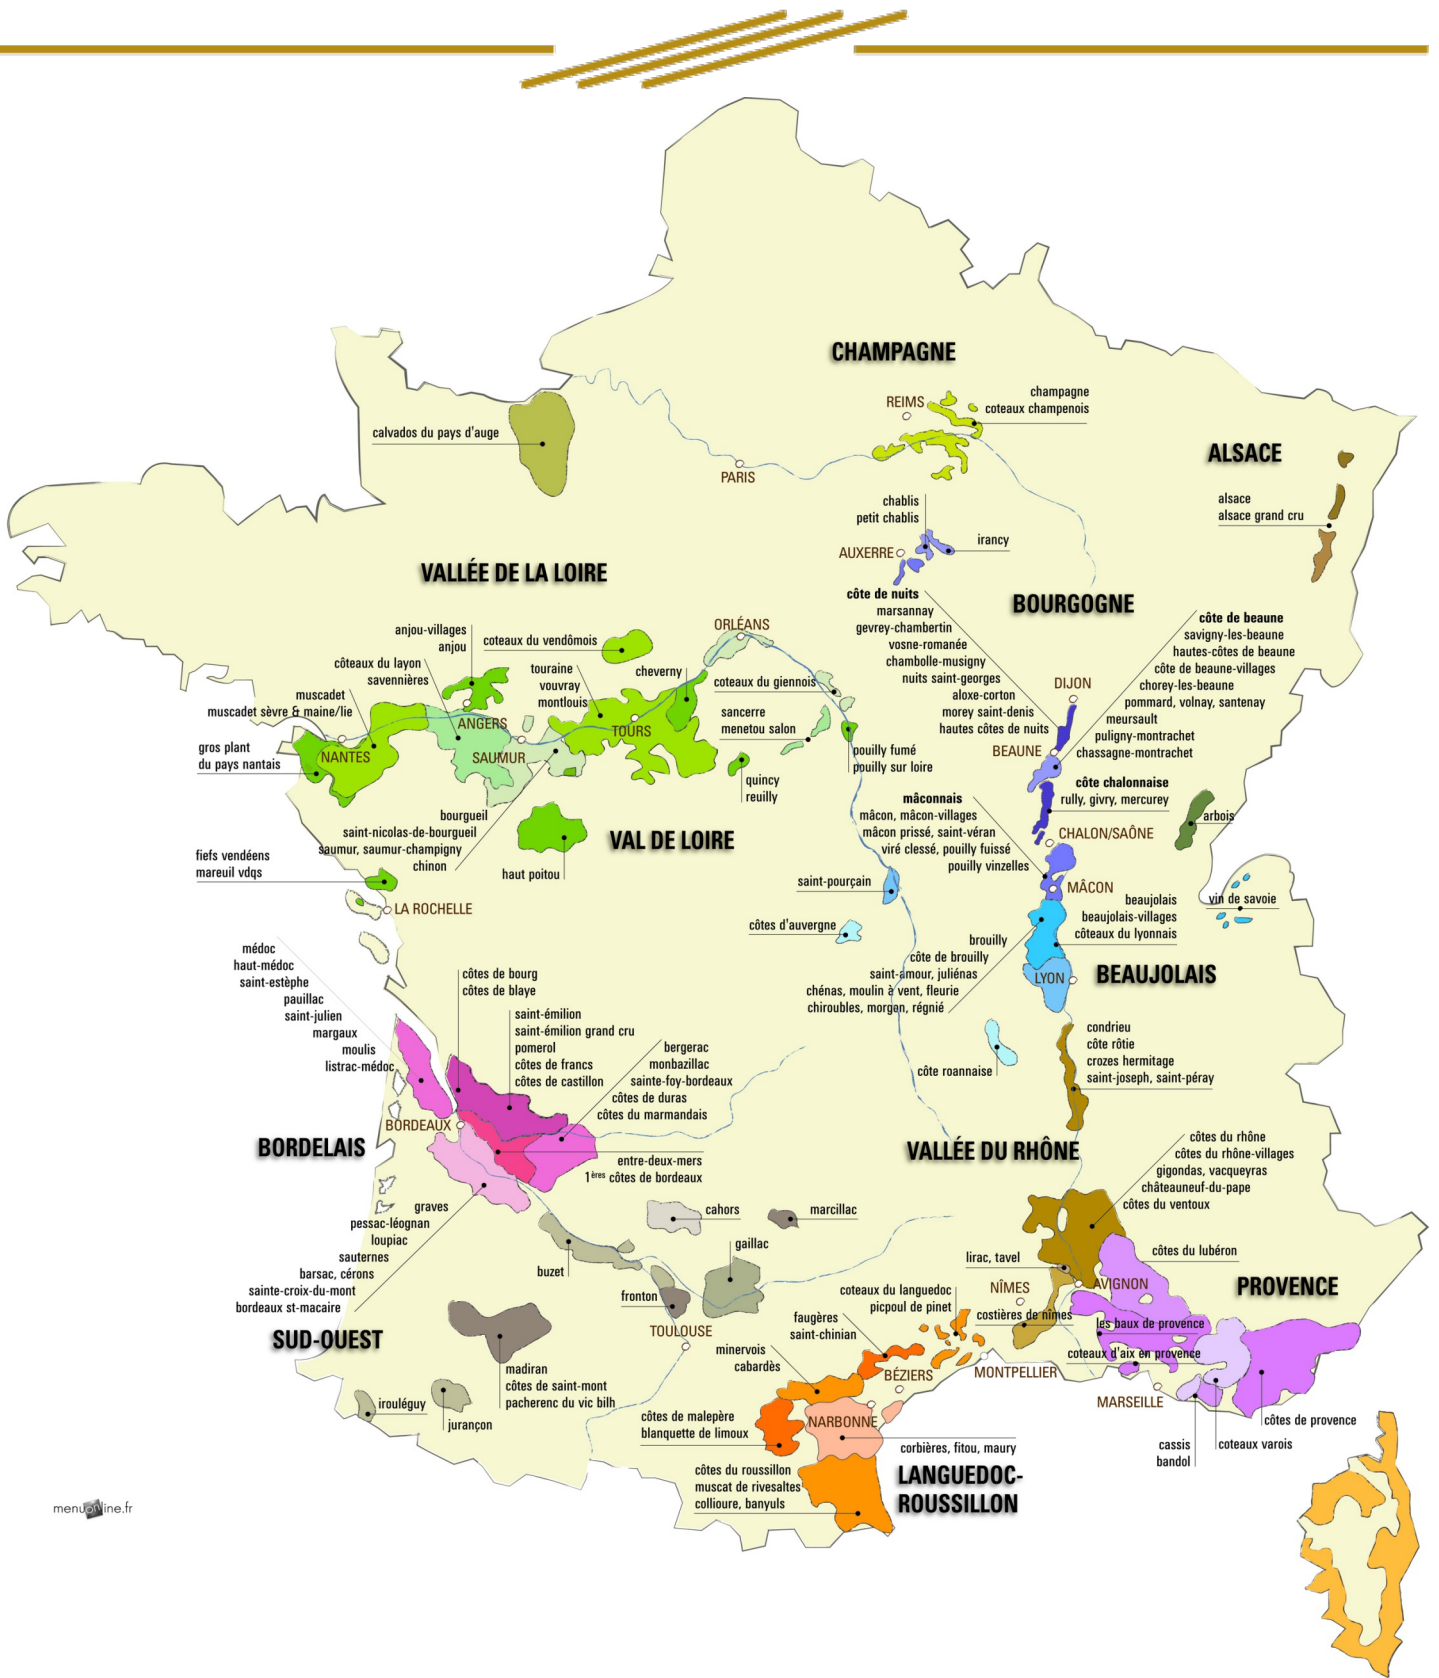 CHAMPAGNE
REIMS
champagne
coteaux champenois
calvados du pays d'auge
PARIS
ALSACE
alsace
alsace grand cru
chablis
petit chablis
irancy
AUXERRE
VALLÉE DE LA LOIRE
BOURGOGNE
côte de nuits
marsannay
gevrey-chambertin
vosne-romanée
chambolle-musigny
nuits saint-georges
aloxe-corton
morey saint-denis
hautes côtes de nuits
côte de beaune
savigny-les-beaune
hautes-côtes de beaune
côte de beaune-villages
chorey-les-beaune
pommard, volnay, santenay
meursault
puligny-montrachet
chassagne-montrachet
DIJON
BEAUNE
ORLÉANS
anjou-villages
anjou
coteaux du vendômois
côteaux du layon
savennières
touraine
vouvray
montlouis
cheverny
coteaux du giennois
muscadet
muscadet sèvre & maine/lie
sancerre
menetou salon
ANGERS
TOURS
gros plant
du pays nantais
NANTES
SAUMUR
pouilly fumé
pouilly sur loire
quincy
reuilly
côte chalonnaise
rully, givry, mercurey
mâconnais
mâcon, mâcon-villages
mâcon prissé, saint-véran
viré clessé, pouilly fuissé
pouilly vinzelles
arbois
CHALON/SAÔNE
bourgueil
saint-nicolas-de-bourgueil
saumur, saumur-champigny
chinon
VAL DE LOIRE
haut poitou
fiefs vendéens
mareuil vdqs
LA ROCHELLE
saint-pourçain
MÂCON
vin de savoie
beaujolais
beaujolais-villages
côteaux du lyonnais
côtes d'auvergne
brouilly
côte de brouilly
saint-amour, juliénas
chénas, moulin à vent, fleurie
chiroubles, morgon, régnié
LYON
BEAUJOLAIS
médoc
haut-médoc
saint-estèphe
pauillac
saint-julien
margaux
moulis
listrac-médoc
côtes de bourg
côtes de blaye
saint-émilion
saint-émilion grand cru
pomerol
côtes de francs
côtes de castillon
bergerac
monbazillac
sainte-foy-bordeaux
côtes de duras
côtes du marmandais
côte roannaise
condrieu
côte rôtie
crozes hermitage
saint-joseph, saint-péray
BORDEAUX
BORDELAIS
entre-deux-mers
1ères côtes de bordeaux
VALLÉE DU RHÔNE
côtes du rhône
côtes du rhône-villages
gigondas, vacqueyras
châteauneuf-du-pape
côtes du ventoux
graves
pessac-léognan
loupiac
sauternes
barsac, cérons
sainte-croix-du-mont
bordeaux st-macaire
cahors
marcillac
buzet
gaillac
fronton
TOULOUSE
lirac, tavel
côtes du lubéron
NÎMES
AVIGNON
PROVENCE
costières de nîmes
les baux de provence
coteaux d'aix en provence
SUD-OUEST
coteaux du languedoc
picpoul de pinet
faugères
saint-chinian
minervois
cabardès
BÉZIERS
MONTPELLIER
MARSEILLE
madiran
côtes de saint-mont
pacherenc du vic bilh
irouléguy
jurançon
côtes de malepère
blanquette de limoux
NARBONNE
corbières, fitou, maury
côtes de provence
coteaux varois
cassis
bandol
côtes du roussillon
muscat de rivesaltes
collioure, banyuls
LANGUEDOC-
ROUSSILLON
menuonline.fr